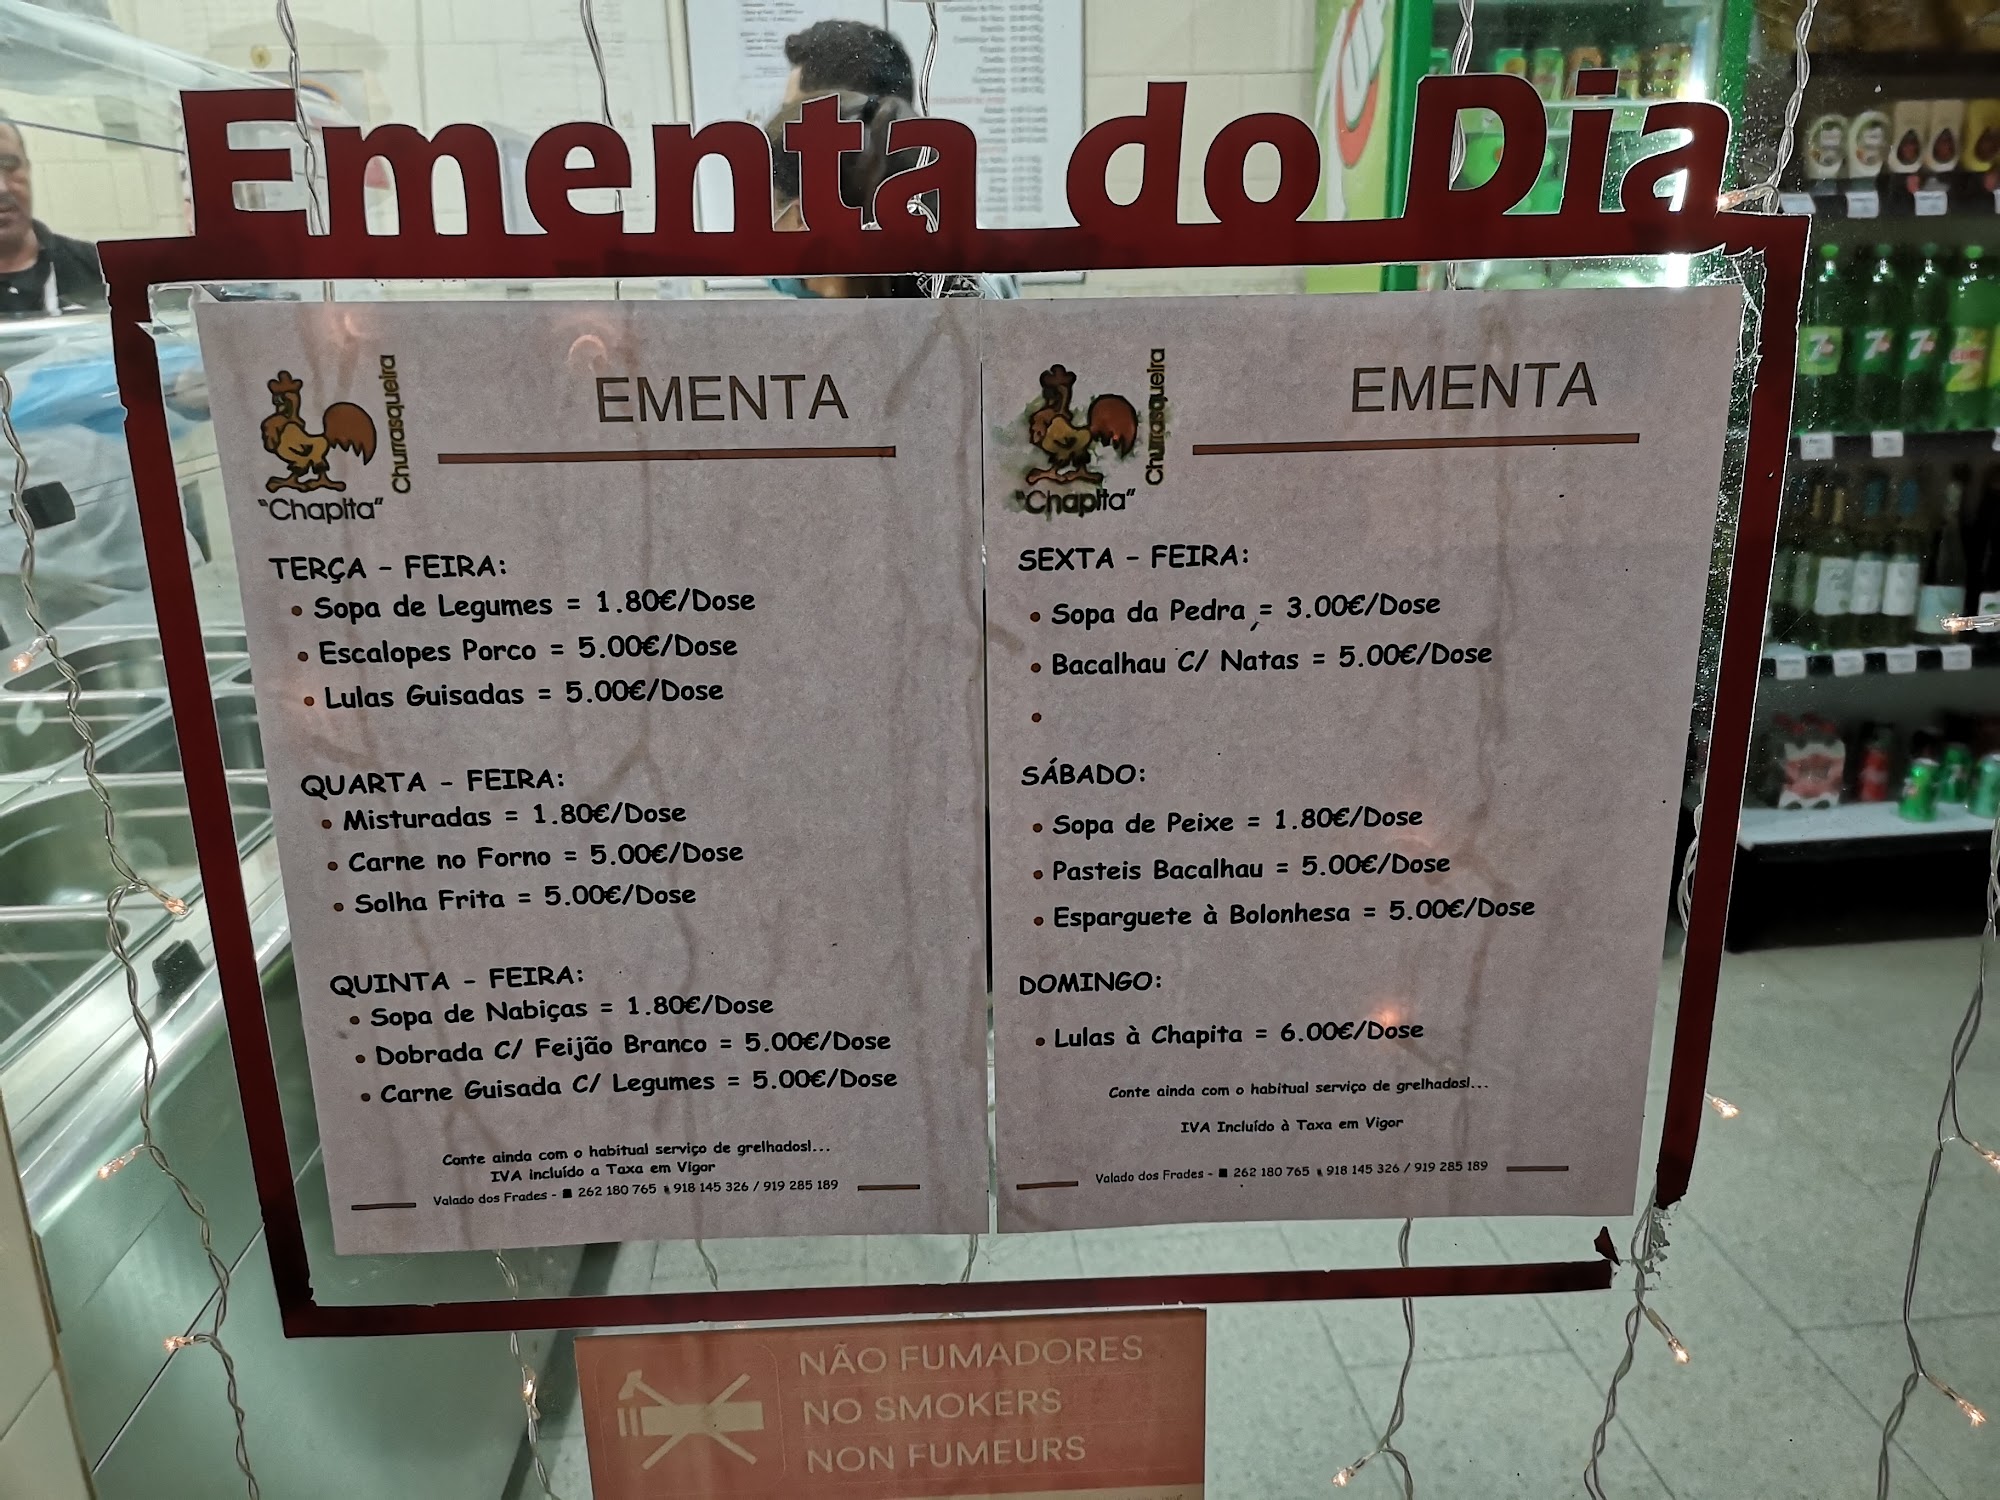 Ementa do Dia
Churrasqueira
"Chapita"
EMENTA
TERÇA - FEIRA:
• Sopa de Legumes = 1.80€/Dose
• Escalopes Porco = 5.00€/Dose
• Lulas Guisadas = 5.00€/Dose
QUARTA - FEIRA:
• Misturadas = 1.80€/Dose
• Carne no Forno = 5.00€/Dose
• Solha Frita = 5.00€/Dose
QUINTA - FEIRA:
• Sopa de Nabiças = 1.80€/Dose
• Dobrada C/ Feijão Branco = 5.00€/Dose
• Carne Guisada C/ Legumes = 5.00€/Dose
Conte ainda com o habitual serviço de grelhados!...
IVA incluído a Taxa em Vigor
Valado dos Frades - 262 180 765 918 145 326 / 919 285 189
Churrasqueira
"Chapita"
EMENTA
SEXTA - FEIRA:
• Sopa da Pedra = 3.00€/Dose
• Bacalhau C/ Natas = 5.00€/Dose
•
SÁBADO:
• Sopa de Peixe = 1.80€/Dose
• Pasteis Bacalhau = 5.00€/Dose
• Esparguete à Bolonhesa = 5.00€/Dose
DOMINGO:
• Lulas à Chapita = 6.00€/Dose
Conte ainda com o habitual serviço de grelhados!...
IVA Incluído à Taxa em Vigor
Valado dos Frades - 262 180 765 918 145 326 / 919 285 189
NÃO FUMADORES
NO SMOKERS
NON FUMEURS